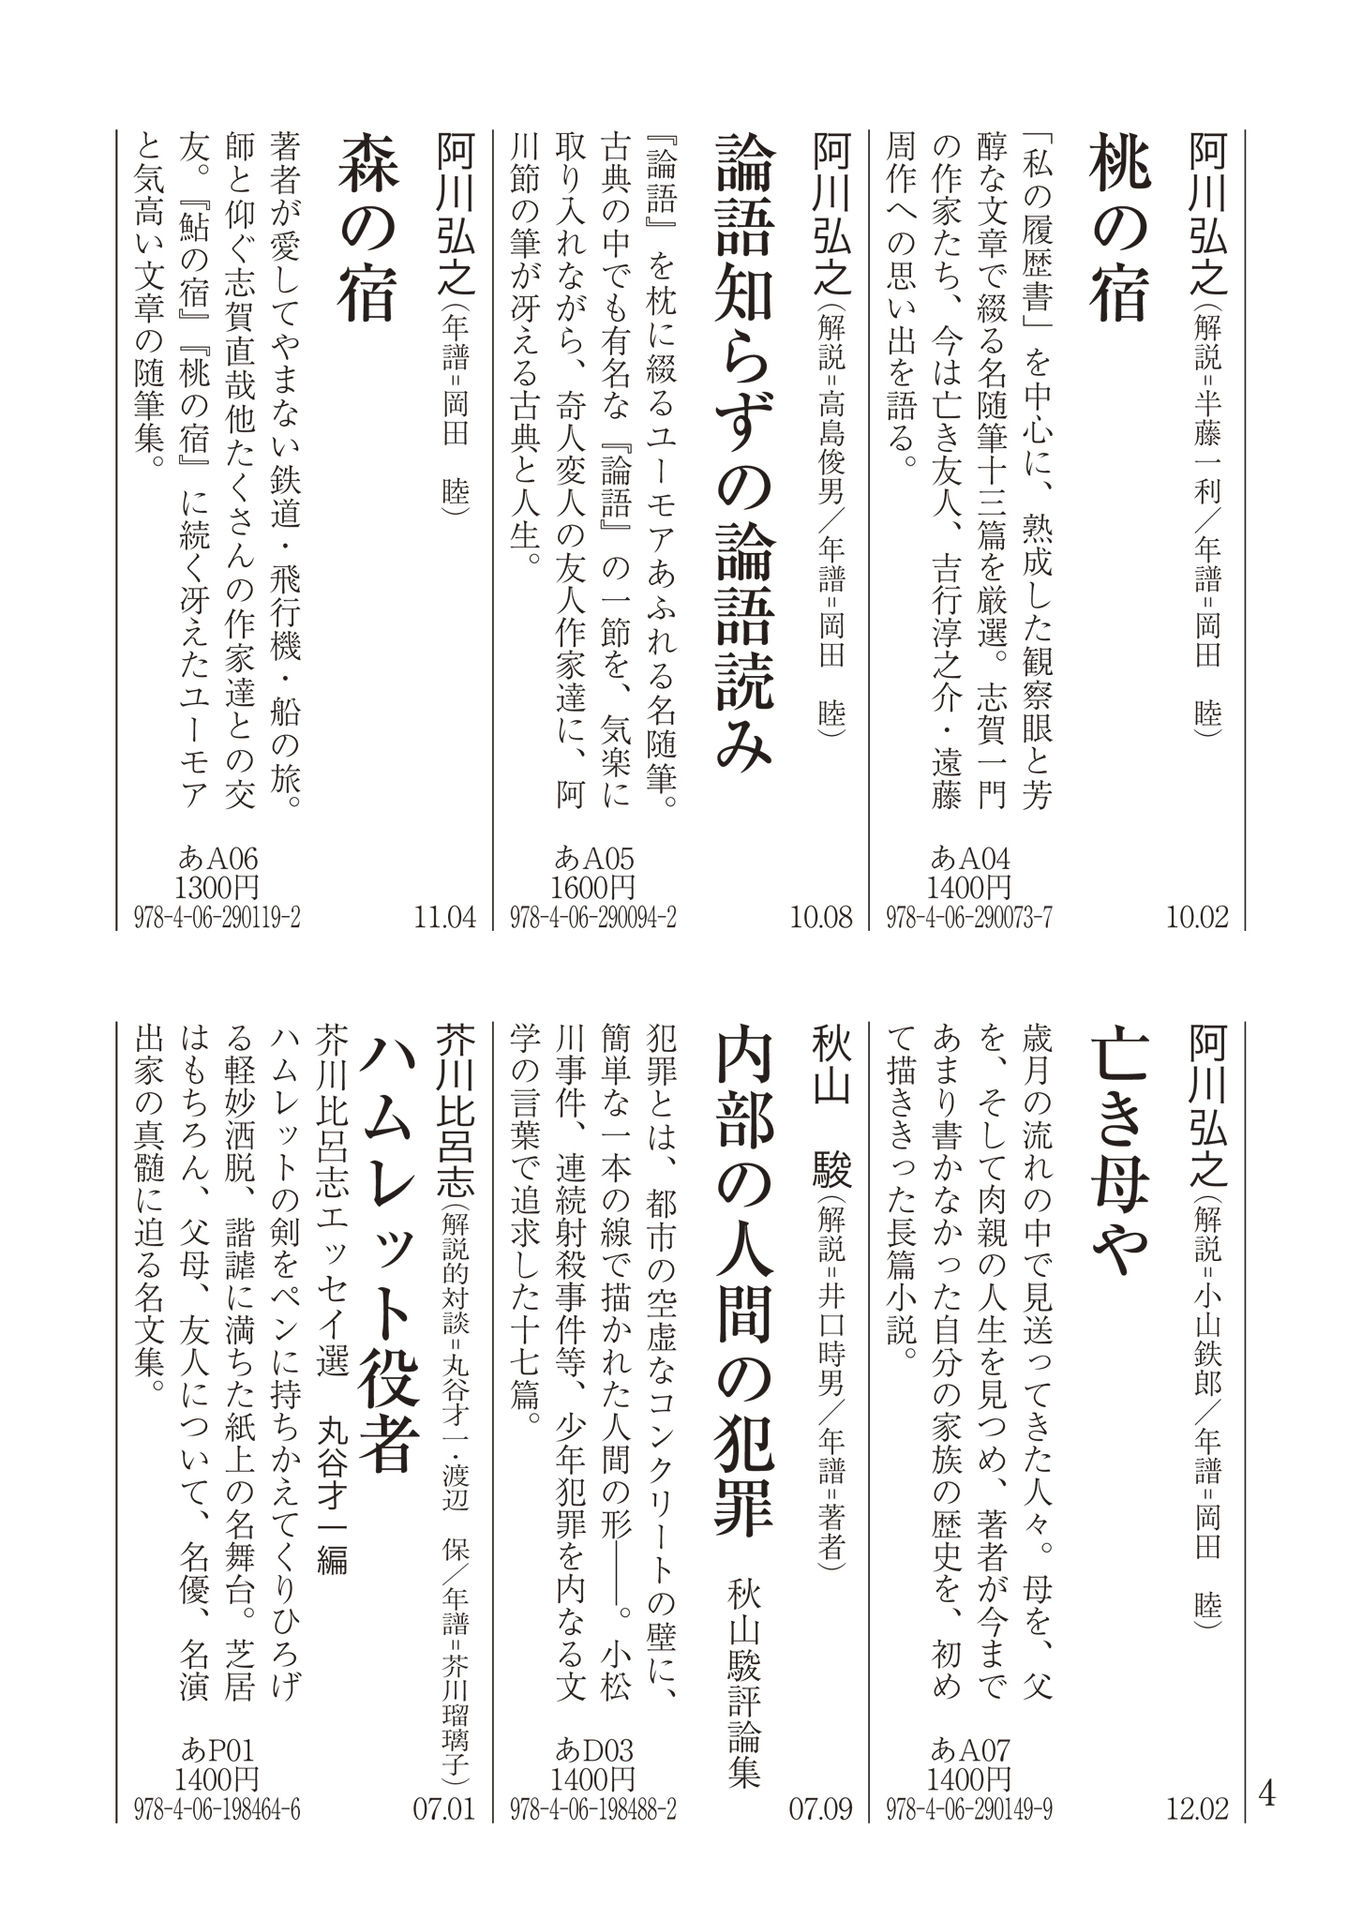 阿川弘之（解説＝半藤一利／年譜＝岡田　睦）
桃の宿
「私の履歴書」を中心に、熟成した観察眼と芳
醇な文章で綴る名随筆十三篇を厳選。志賀一門
の作家たち、今は亡き友人、吉行淳之介・遠藤
周作への思い出を語る。
あA04
1400円
978-4-06-290073-7
10.02
阿川弘之（解説＝高島俊男／年譜＝岡田　睦）
論語知らずの論語読み
『論語』を枕に綴るユーモアあふれる名随筆。
古典の中でも有名な『論語』の一節を、気楽に
取り入れながら、奇人変人の友人作家達に、阿
川節の筆が冴える古典と人生。
あA05
1600円
978-4-06-290094-2
10.08
阿川弘之（年譜＝岡田　睦）
森の宿
著者が愛してやまない鉄道・飛行機・船の旅。
師と仰ぐ志賀直哉他たくさんの作家達との交
友。『鮎の宿』『桃の宿』に続く冴えたユーモア
と気高い文章の随筆集。
あA06
1300円
978-4-06-290119-2
11.04
阿川弘之（解説＝小山鉄郎／年譜＝岡田　睦）
亡き母や
歳月の流れの中で見送ってきた人々。母を、父
を、そして肉親の人生を見つめ、著者が今まで
あまり書かなかった自分の家族の歴史を、初め
て描ききった長篇小説。
あA07
1400円
978-4-06-290149-9
12.02
秋山　駿（解説＝井口時男／年譜＝著者）
内部の人間の犯罪　秋山駿評論集
犯罪とは、都市の空虚なコンクリートの壁に、
簡単な一本の線で描かれた人間の形――。小松
川事件、連続射殺事件等、少年犯罪を内なる文
学の言葉で追求した十七篇。
あD03
1400円
978-4-06-198488-2
07.09
芥川比呂志（解説的対談＝丸谷才一・渡辺　保／年譜＝芥川瑠璃子）
ハムレット役者
芥川比呂志エッセイ選　丸谷才一編
ハムレットの剣をペンに持ちかえてくりひろげ
る軽妙洒脱、諧謔に満ちた紙上の名舞台。芝居
はもちろん、父母、友人について、名優、名演
出家の真髄に迫る名文集。
あP01
1400円
978-4-06-198464-6
07.01
4